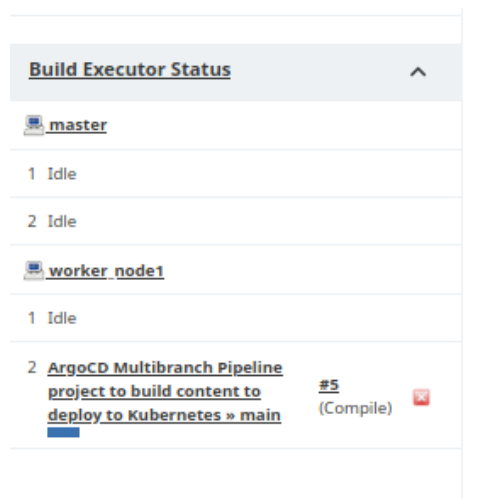 Build Executor Status
master
1 Idle
2 Idle
worker_node1
1 Idle
2 ArgoCD Multibranch Pipeline
project to build content to
deploy to Kubernetes » main
#5
(Compile)